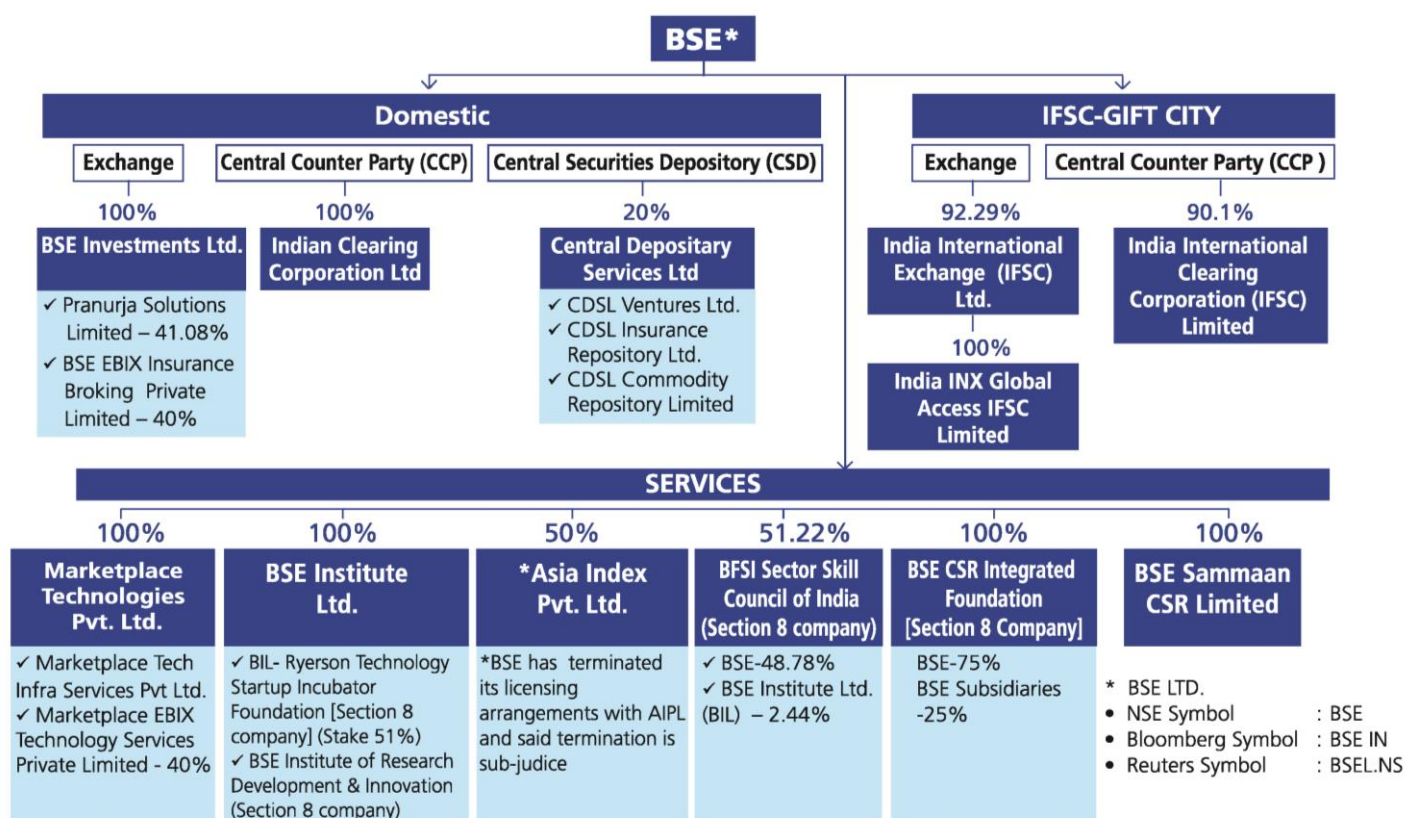 BSE*
Domestic
Exchange
Central Counter Party (CCP)
Central Securities Depository (CSD)
100%
BSE Investments Ltd.
✓ Pranurja Solutions
Limited – 41.08%
✓ BSE EBIX Insurance
Broking Private
Limited – 40%
100%
Indian Clearing
Corporation Ltd
20%
Central Depositary
Services Ltd
✓ CDSL Ventures Ltd.
✓ CDSL Insurance
Repository Ltd.
✓ CDSL Commodity
Repository Limited
IFSC-GIFT CITY
Exchange
Central Counter Party (CCP )
92.29%
India International
Exchange (IFSC)
Ltd.
100%
India INX Global
Access IFSC
Limited
90.1%
India International
Clearing
Corporation (IFSC)
Limited
SERVICES
100%
Marketplace
Technologies
Pvt. Ltd.
✓ Marketplace Tech
Infra Services Pvt Ltd.
✓ Marketplace EBIX
Technology Services
Private Limited - 40%
100%
BSE Institute
Ltd.
✓ BIL- Ryerson Technology
Startup Incubator
Foundation [Section 8
company] (Stake 51%)
✓ BSE Institute of Research
Development & Innovation
(Section 8 company)
50%
*Asia Index
Pvt. Ltd.
*BSE has terminated
its licensing
arrangements with AIPL
and said termination is
sub-judice
51.22%
BFSI Sector Skill
Council of India
(Section 8 company)
✓ BSE-48.78%
✓ BSE Institute Ltd.
(BIL) – 2.44%
100%
BSE CSR Integrated
Foundation
[Section 8 Company]
BSE-75%
BSE Subsidiaries
-25%
100%
BSE Sammaan
CSR Limited
* BSE LTD.
• NSE Symbol : BSE
• Bloomberg Symbol : BSE IN
• Reuters Symbol : BSEL.NS